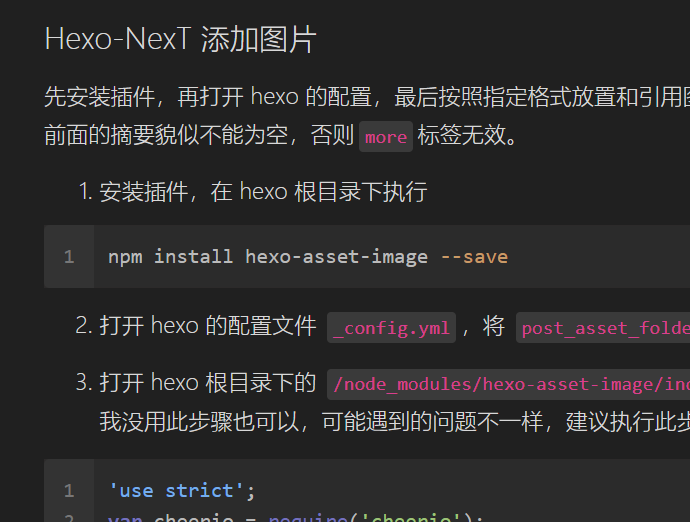 Hexo-NexT 添加图片
先安装插件，再打开 hexo 的配置，最后按照指定格式放置和引用
前面的摘要貌似不能为空，否则 more 标签无效。
1. 安装插件，在 hexo 根目录下执行
1 npm install hexo-asset-image --save
2. 打开 hexo 的配置文件 _config.yml ，将 post_asset_folde
3. 打开 hexo 根目录下的 /node_modules/hexo-asset-image/ind
我没用此步骤也可以，可能遇到的问题不一样，建议执行此步
1 'use strict';
2 var cheerio = require('cheerio');